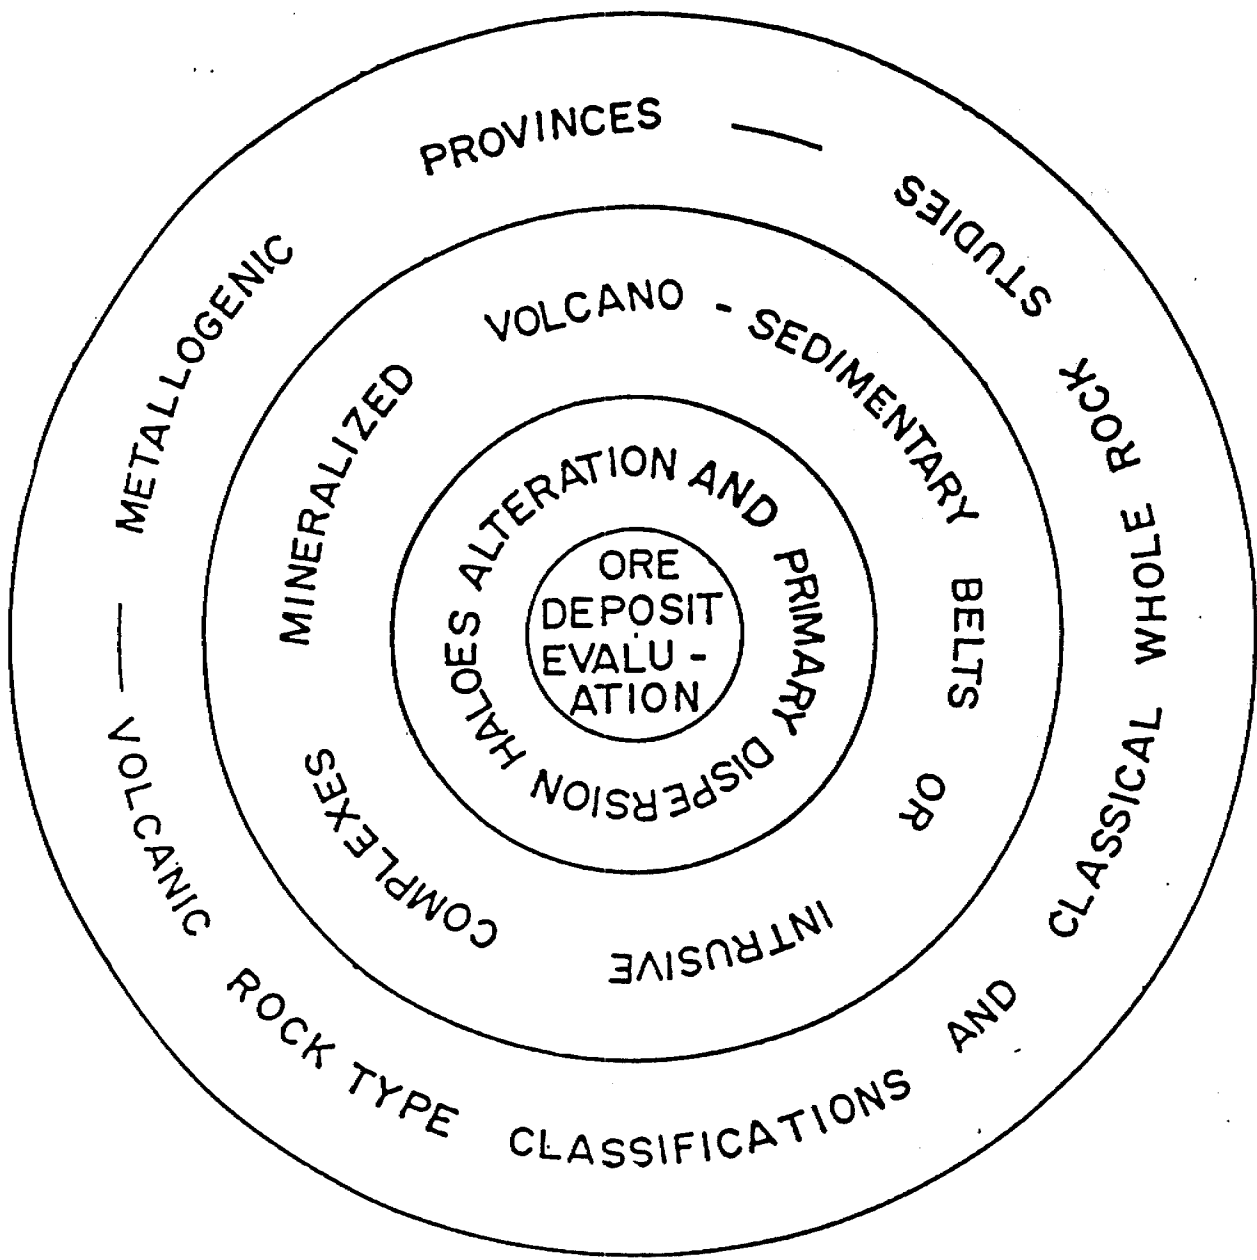 METALLOGENIC PROVINCES —
VOLCANIC ROCK TYPE CLASSIFICATIONS AND CLASSICAL WHOLE ROCK STUDIES —
MINERALIZED VOLCANO - SEDIMENTARY BELTS OR INTRUSIVE COMPLEXES
ALTERATION AND PRIMARY DISPERSION HALOES
ORE
DEPOSIT
EVALU -
ATION